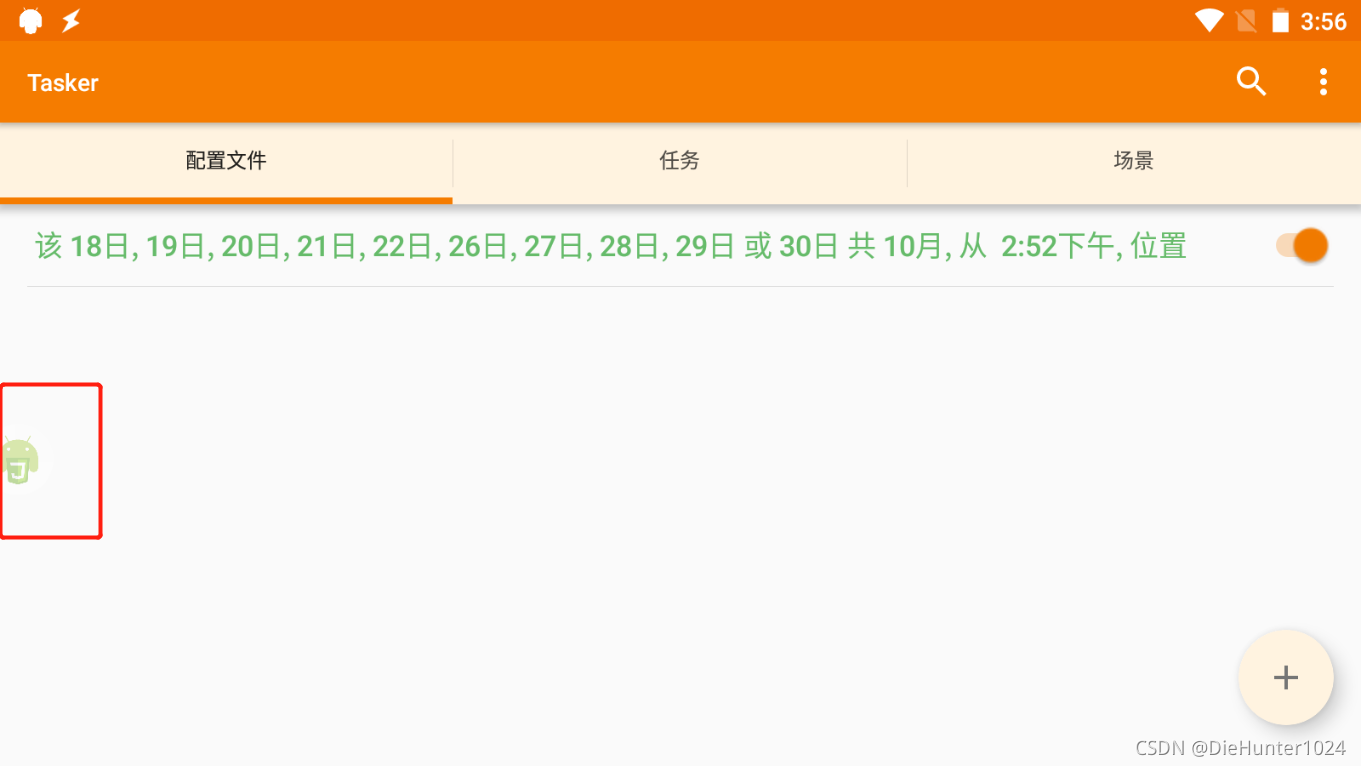 3:56
Tasker
配置文件
任务
场景
该 18日, 19日, 20日, 21日, 22日, 26日, 27日, 28日, 29日 或 30日 共 10月, 从 2:52下午, 位置
J
+
CSDN @DieHunter1024